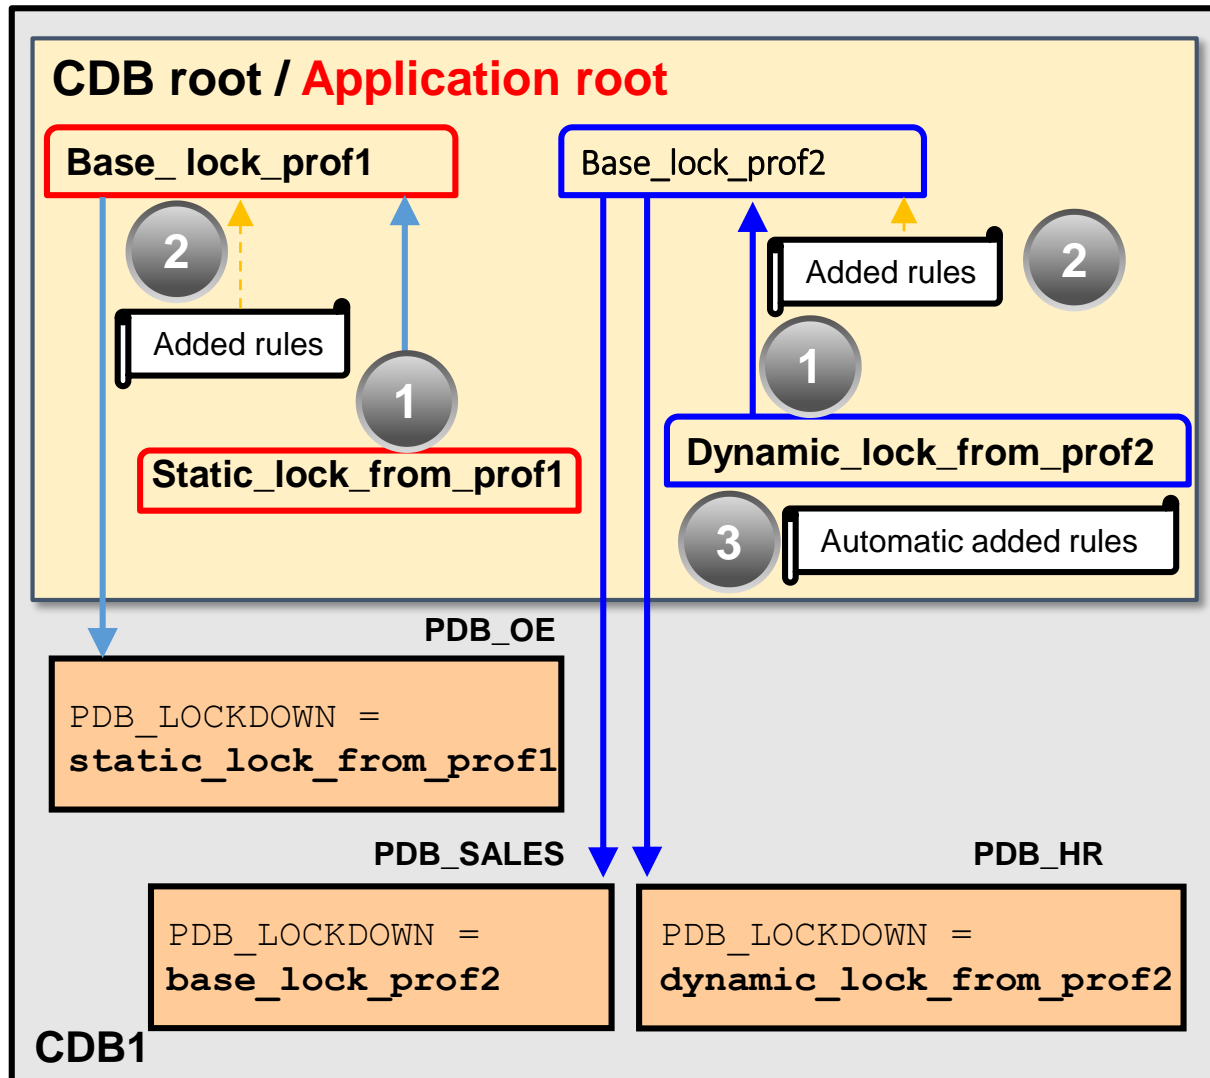 CDB root / Application root
Base_ lock_prof1
Base_lock_prof2
2
Added rules
2
Added rules
1
1
Static_lock_from_prof1
Dynamic_lock_from_prof2
3
Automatic added rules
PDB_OE
PDB_LOCKDOWN =
static_lock_from_prof1
PDB_SALES
PDB_HR
PDB_LOCKDOWN =
base_lock_prof2
PDB_LOCKDOWN =
dynamic_lock_from_prof2
CDB1